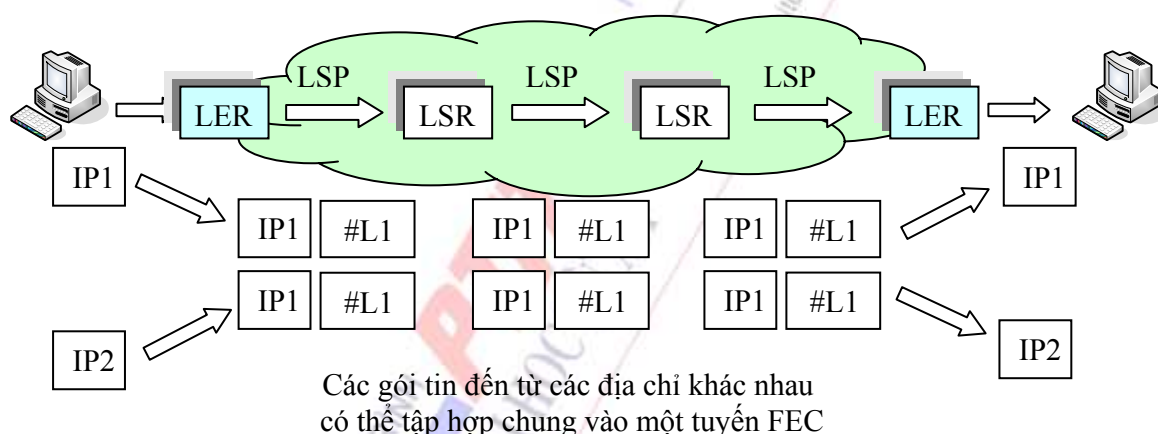 LSP LSP LSP
LER LSR LSR LER
IP1 IP1
IP1 #L1 IP1 #L1 IP1 #L1
IP1 #L1 IP1 #L1 IP1 #L1
IP2 IP2
Các gói tin đến từ các địa chỉ khác nhau
có thể tập hợp chung vào một tuyến FEC